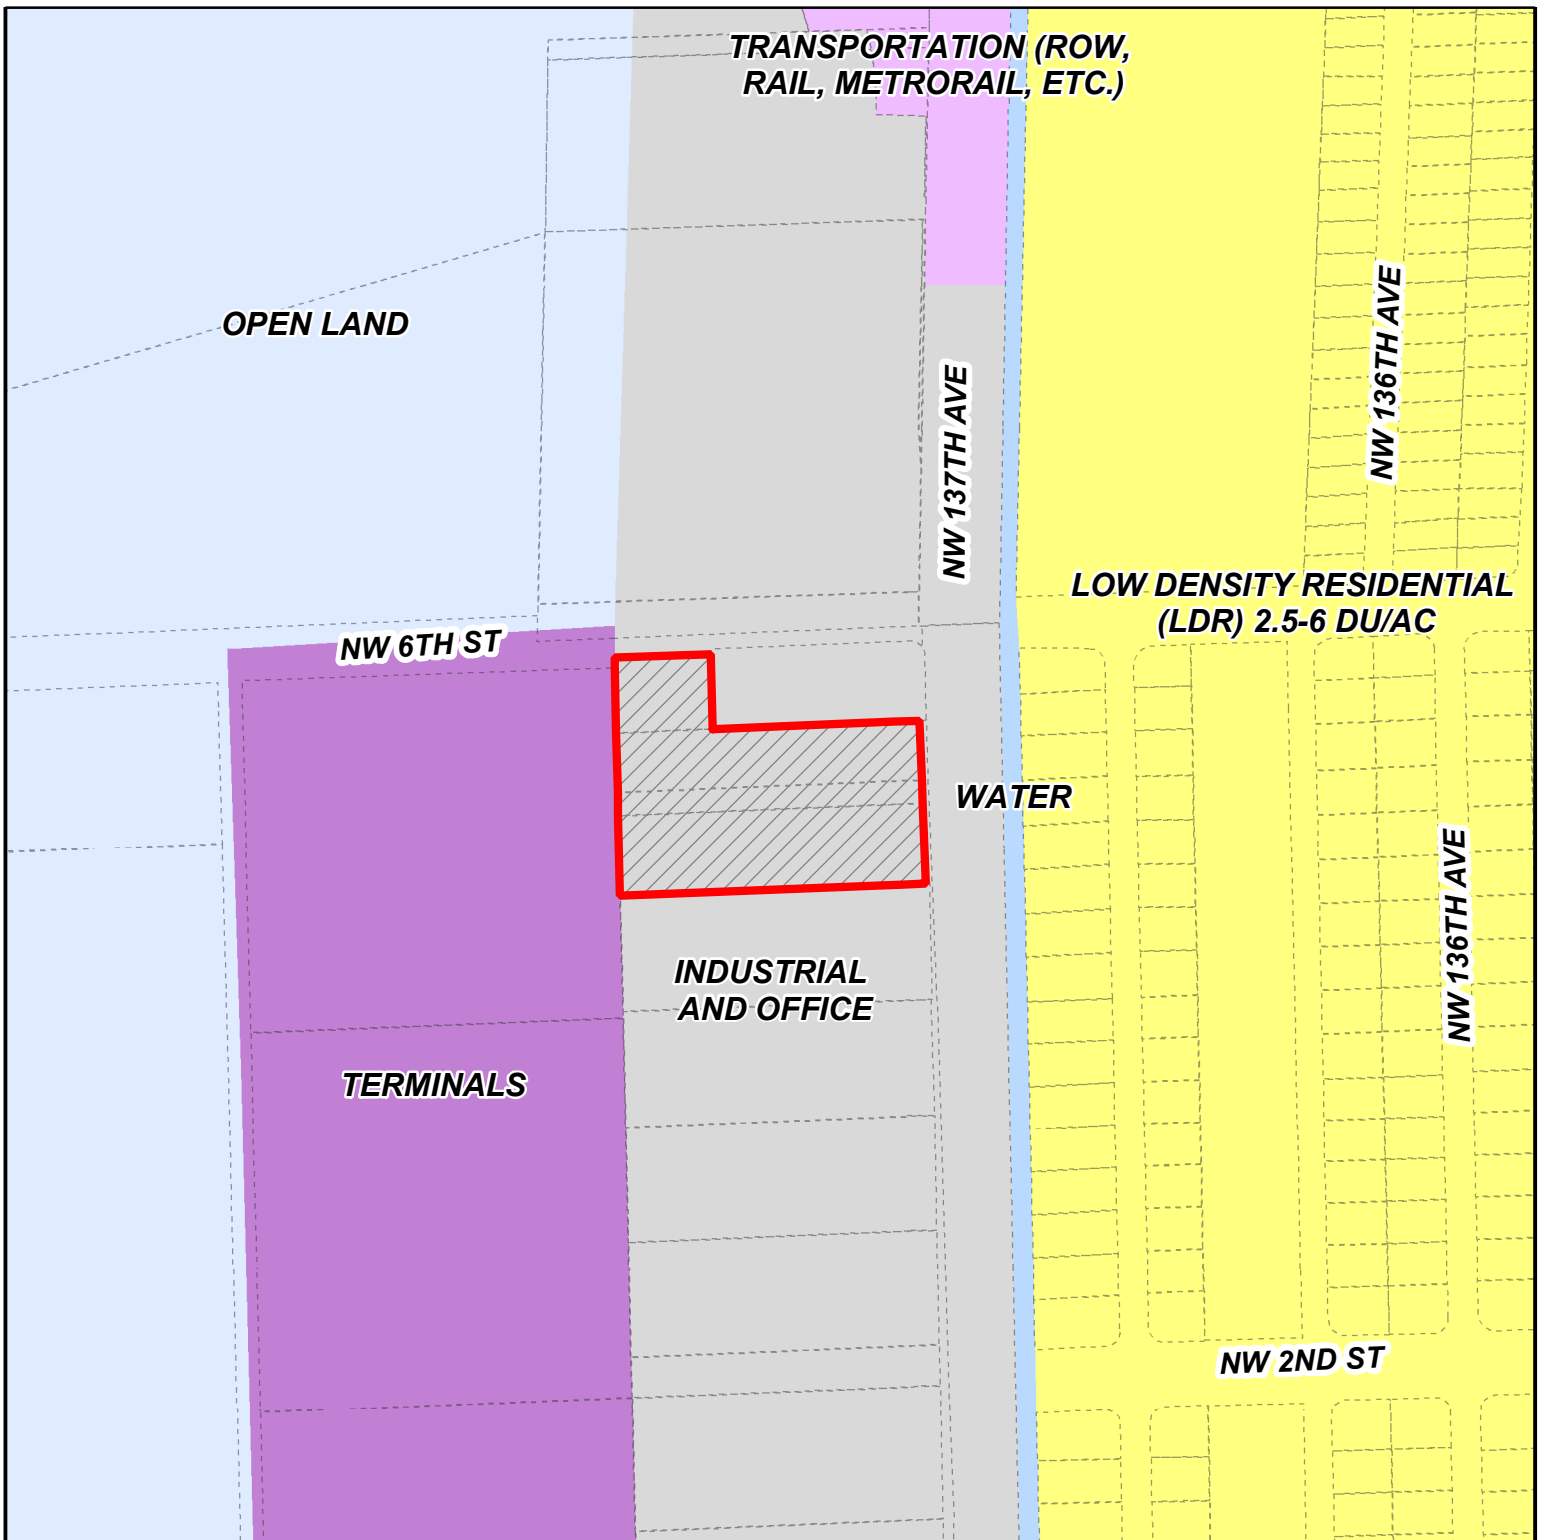 TRANSPORTATION (ROW,
RAIL, METRORAIL, ETC.)
OPEN LAND
NW 136TH AVE
NW 137TH AVE
LOW DENSITY RESIDENTIAL
(LDR) 2.5-6 DU/AC
NW 6TH ST
WATER
NW 136TH AVE
INDUSTRIAL
AND OFFICE
TERMINALS
NW 2ND ST